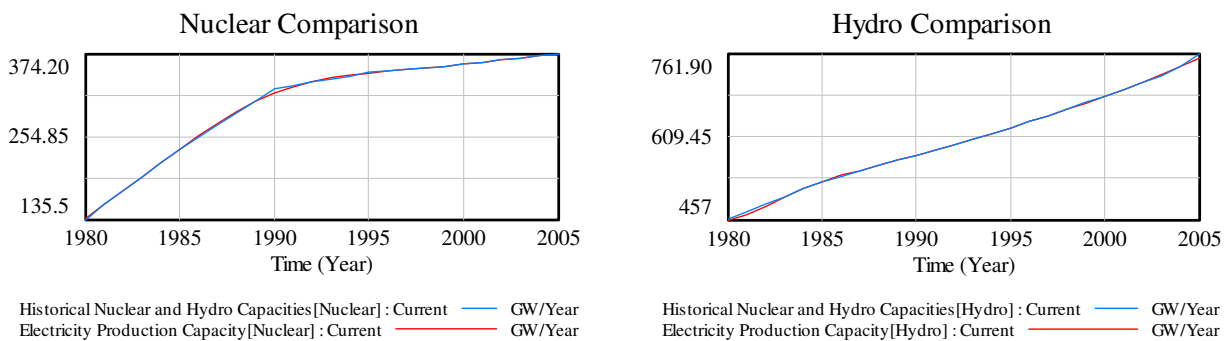 Nuclear Comparison
374.20
254.85
135.5
1980 1985 1990 1995 2000 2005
Time (Year)
Historical Nuclear and Hydro Capacities[Nuclear] : Current GW/Year
Electricity Production Capacity[Nuclear] : Current GW/Year
Hydro Comparison
761.90
609.45
457
1980 1985 1990 1995 2000 2005
Time (Year)
Historical Nuclear and Hydro Capacities[Hydro] : Current GW/Year
Electricity Production Capacity[Hydro] : Current GW/Year